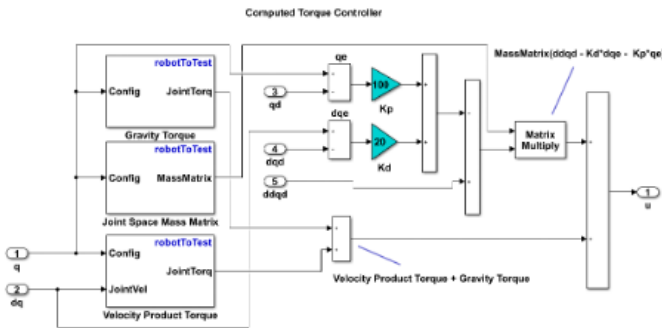 Computed Torque Controller
robotToTest
Config
JointTorq
Gravity Torque
robotToTest
Config
MassMatrix
Joint Space Mass Matrix
robotToTest
Config
JointTorq
JointVel
Velocity Product Torque
1
q
2
dq
qe
3
qd
100
Kp
dqe
4
dqd
20
Kd
5
ddqd
MassMatrix(ddqd - Kd*dqe - Kp*qe
Matrix
Multiply
Velocity Product Torque + Gravity Torque
1
u